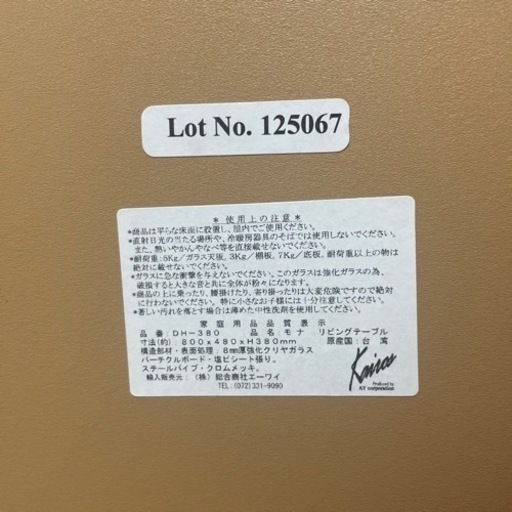 Lot No. 125067
＊ 使用上の注意 ＊
＊商品は平らな床面に設置し、屋内でご使用ください。
＊直射日光の当たる場所や、冷暖房器具のそばでは使用しないでください。
また、熱いやかんやなべ等を直接載せないでください。
＊耐荷重：5Kg／ガラス天板、3Kg／棚板、7Kg／底板、耐荷重以上の物は
絶対に載せないでください。
＊ガラスに急な衝撃を与えないでください。このガラスは強化ガラスの為、
破損すると大きな音と共に全体が粉々になります。
＊商品の上に乗ったり、腰掛けたり、寄り掛ったりは大変危険ですので絶対
に行わないでください。特に小さなお子様には十分注意してください。
＊著しい汚れを落とす場合は薄めた中性洗剤を使用してください。
家庭用品品質表示
品番：DH－380 品名：モナ リビングテーブル
寸法(約)：800x480xH380mm 原産国：台湾
構造部材・表面処理：8mm厚強化クリヤガラス
パーチクルボード・塩ビシート張り。
スチールパイプ・クロムメッキ。
輸入販売元：（株）総合商社エーワイ
TEL：(072)331-9090
Kairos
Produced by
A.Y corporation